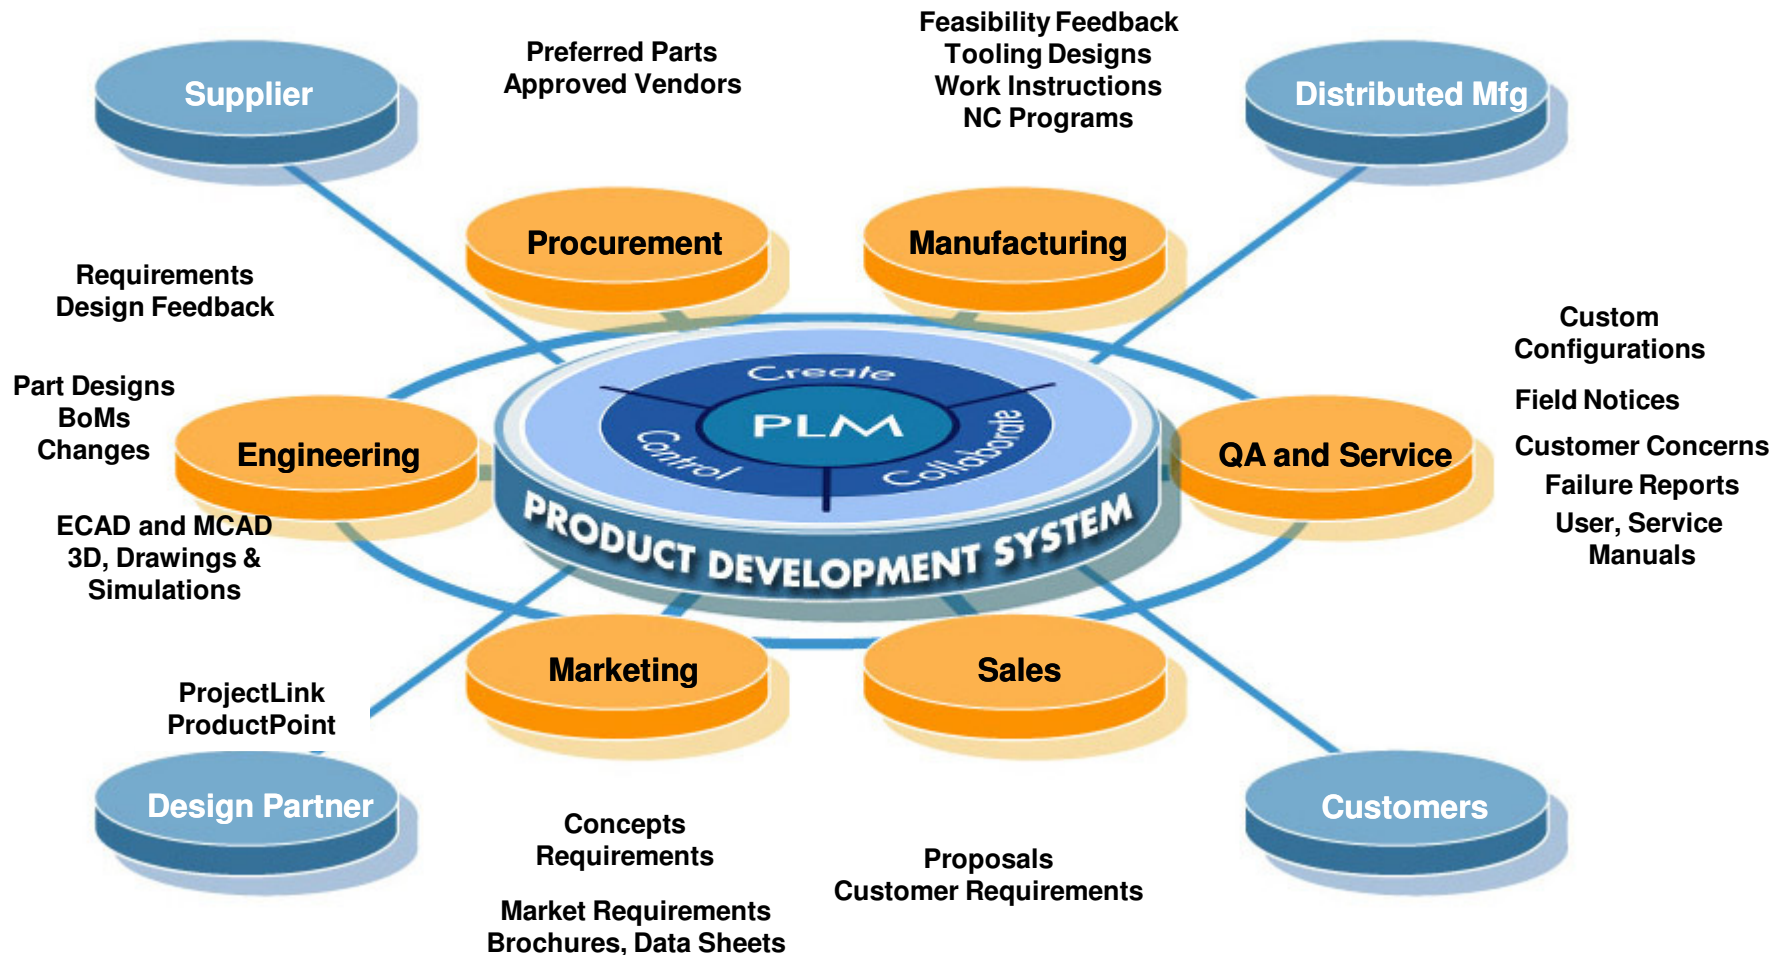 Feasibility Feedback
Tooling Designs
Work Instructions
NC Programs
Preferred Parts
Approved Vendors
Supplier
Distributed Mfg
Procurement
Manufacturing
Requirements
Design Feedback
Custom
Configurations
Field Notices
Customer Concerns
Failure Reports
User, Service
Manuals
Part Designs
BoMs
Changes
Engineering
Create
PLM
Control
Collaborate
QA and Service
PRODUCT DEVELOPMENT SYSTEM
ECAD and MCAD
3D, Drawings &
Simulations
Marketing
Sales
ProjectLink
ProductPoint
Design Partner
Customers
Concepts
Requirements
Market Requirements
Brochures, Data Sheets
Proposals
Customer Requirements